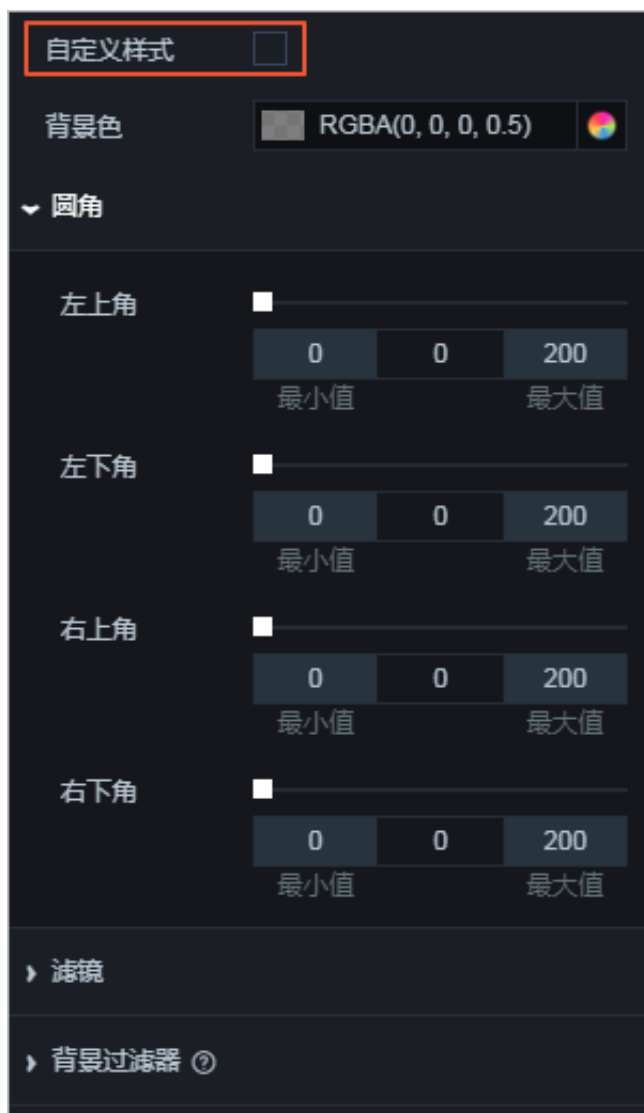 自定义样式
背景色 RGBA(0, 0, 0, 0.5)
圆角
左上角
0 0 200
最小值 最大值
左下角
0 0 200
最小值 最大值
右上角
0 0 200
最小值 最大值
右下角
0 0 200
最小值 最大值
滤镜
背景过滤器 ?